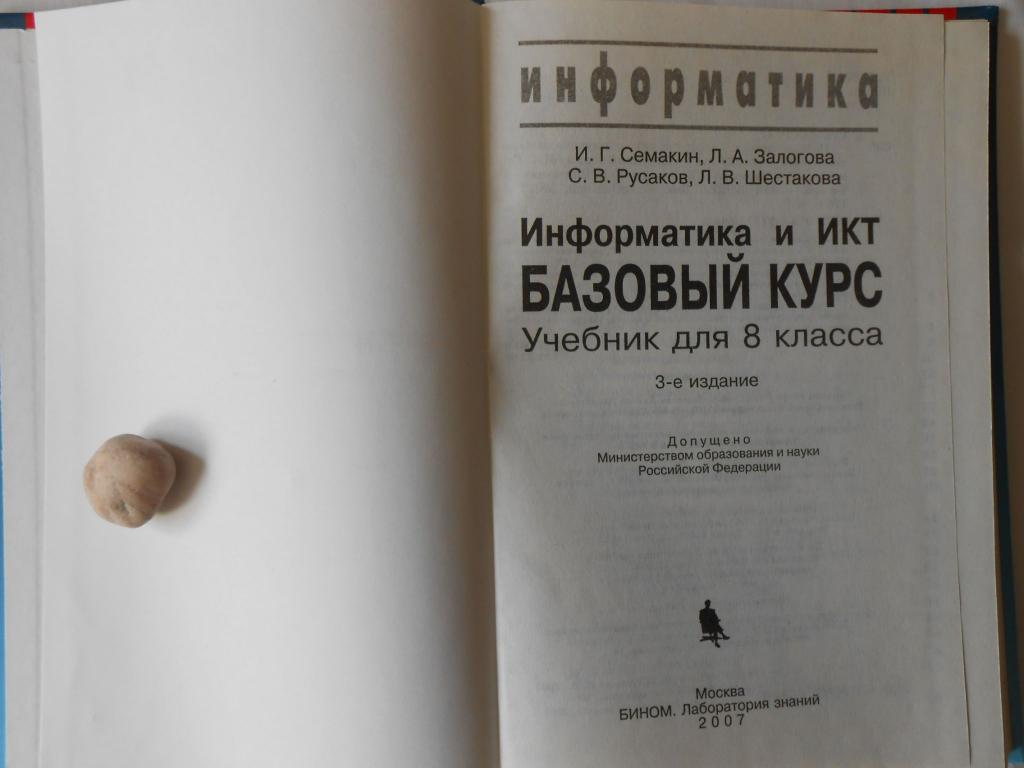 информатика
И. Г. Семакин, Л. А. Залогова
С. В. Русаков, Л. В. Шестакова
Информатика и ИКТ
БАЗОВЫЙ КУРС
Учебник для 8 класса
3-е издание
Допущено
Министерством образования и науки
Российской Федерации
Москва
БИНОМ. Лаборатория знаний
2007